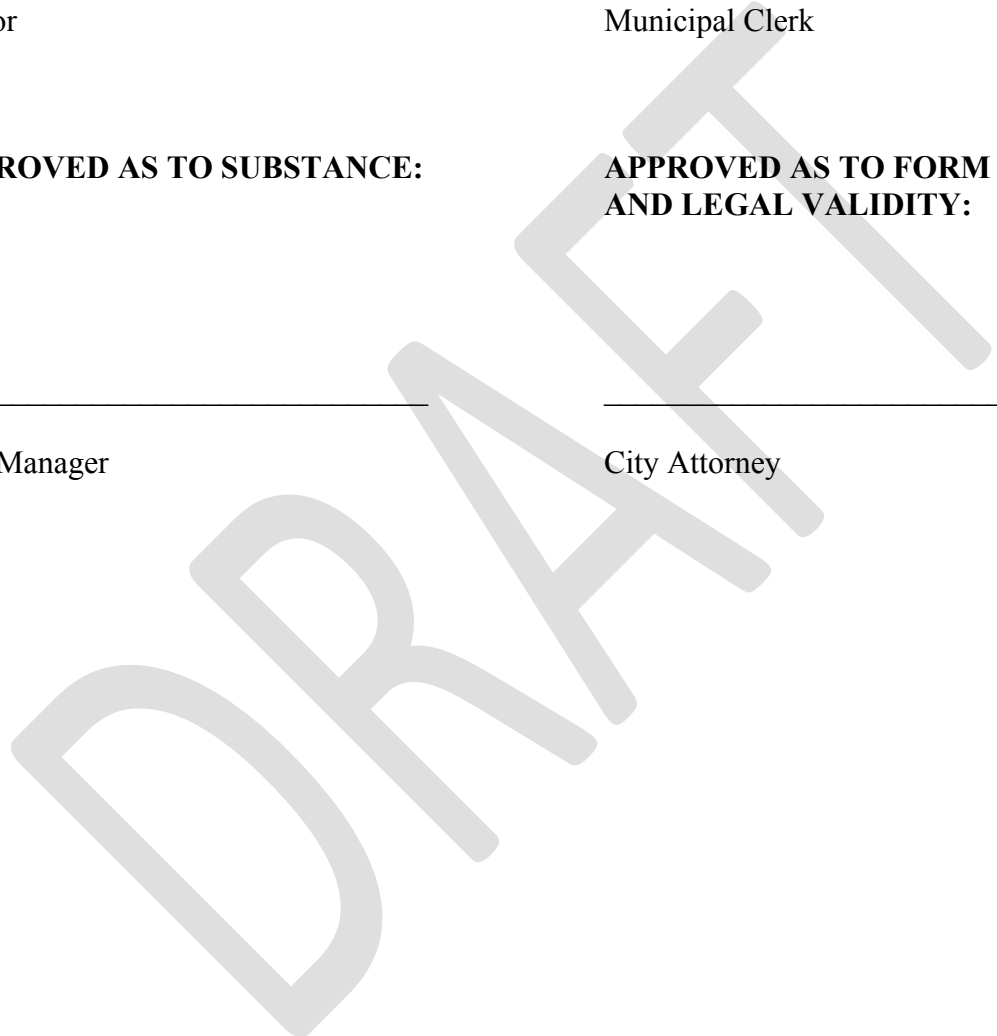 or
Municipal Clerk
ROVED AS TO SUBSTANCE:
APPROVED AS TO FORM
AND LEGAL VALIDITY:
Manager
City Attorney
DRAFT